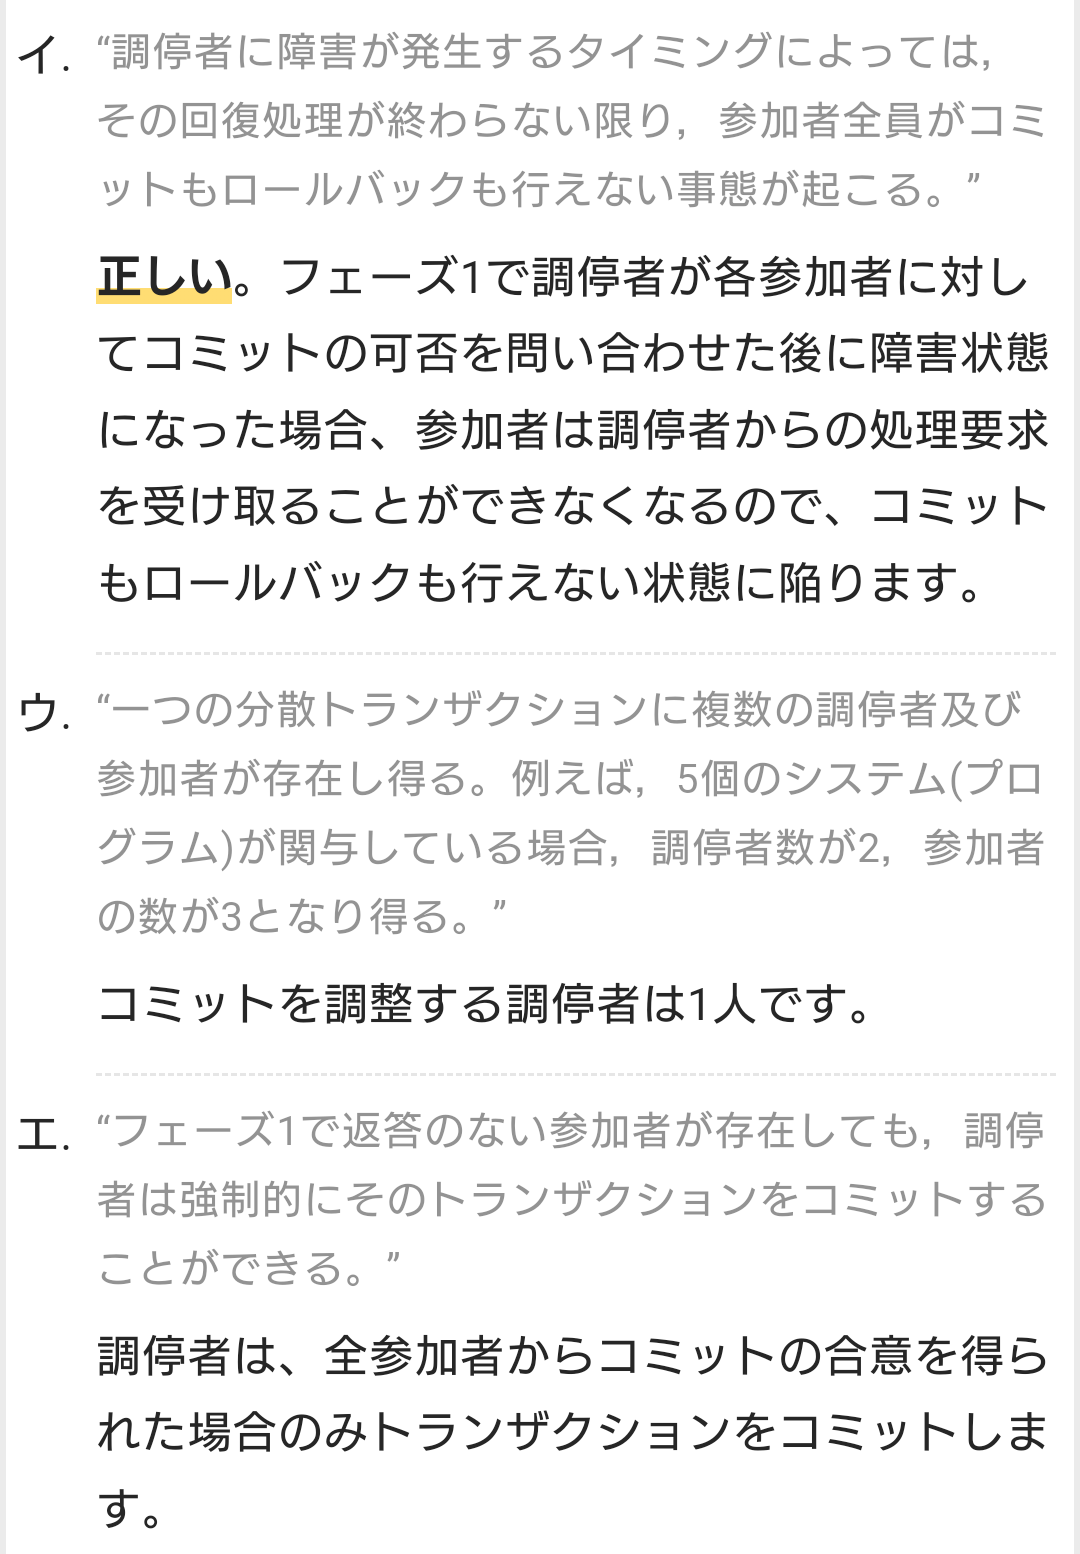 イ. “調停者に障害が発生するタイミングによっては，
その回復処理が終わらない限り，参加者全員がコミ
ットもロールバックも行えない事態が起こる。”
正しい。フェーズ1で調停者が各参加者に対し
てコミットの可否を問い合わせた後に障害状態
になった場合、参加者は調停者からの処理要求
を受け取ることができなくなるので、コミット
もロールバックも行えない状態に陥ります。
ウ. “一つの分散トランザクションに複数の調停者及び
参加者が存在し得る。例えば，5個のシステム(プロ
グラム)が関与している場合，調停者数が2，参加者
の数が3となり得る。”
コミットを調整する調停者は1人です。
エ. “フェーズ1で返答のない参加者が存在しても，調停
者は強制的にそのトランザクションをコミットする
ことができる。”
調停者は、全参加者からコミットの合意を得ら
れた場合のみトランザクションをコミットしま
す。